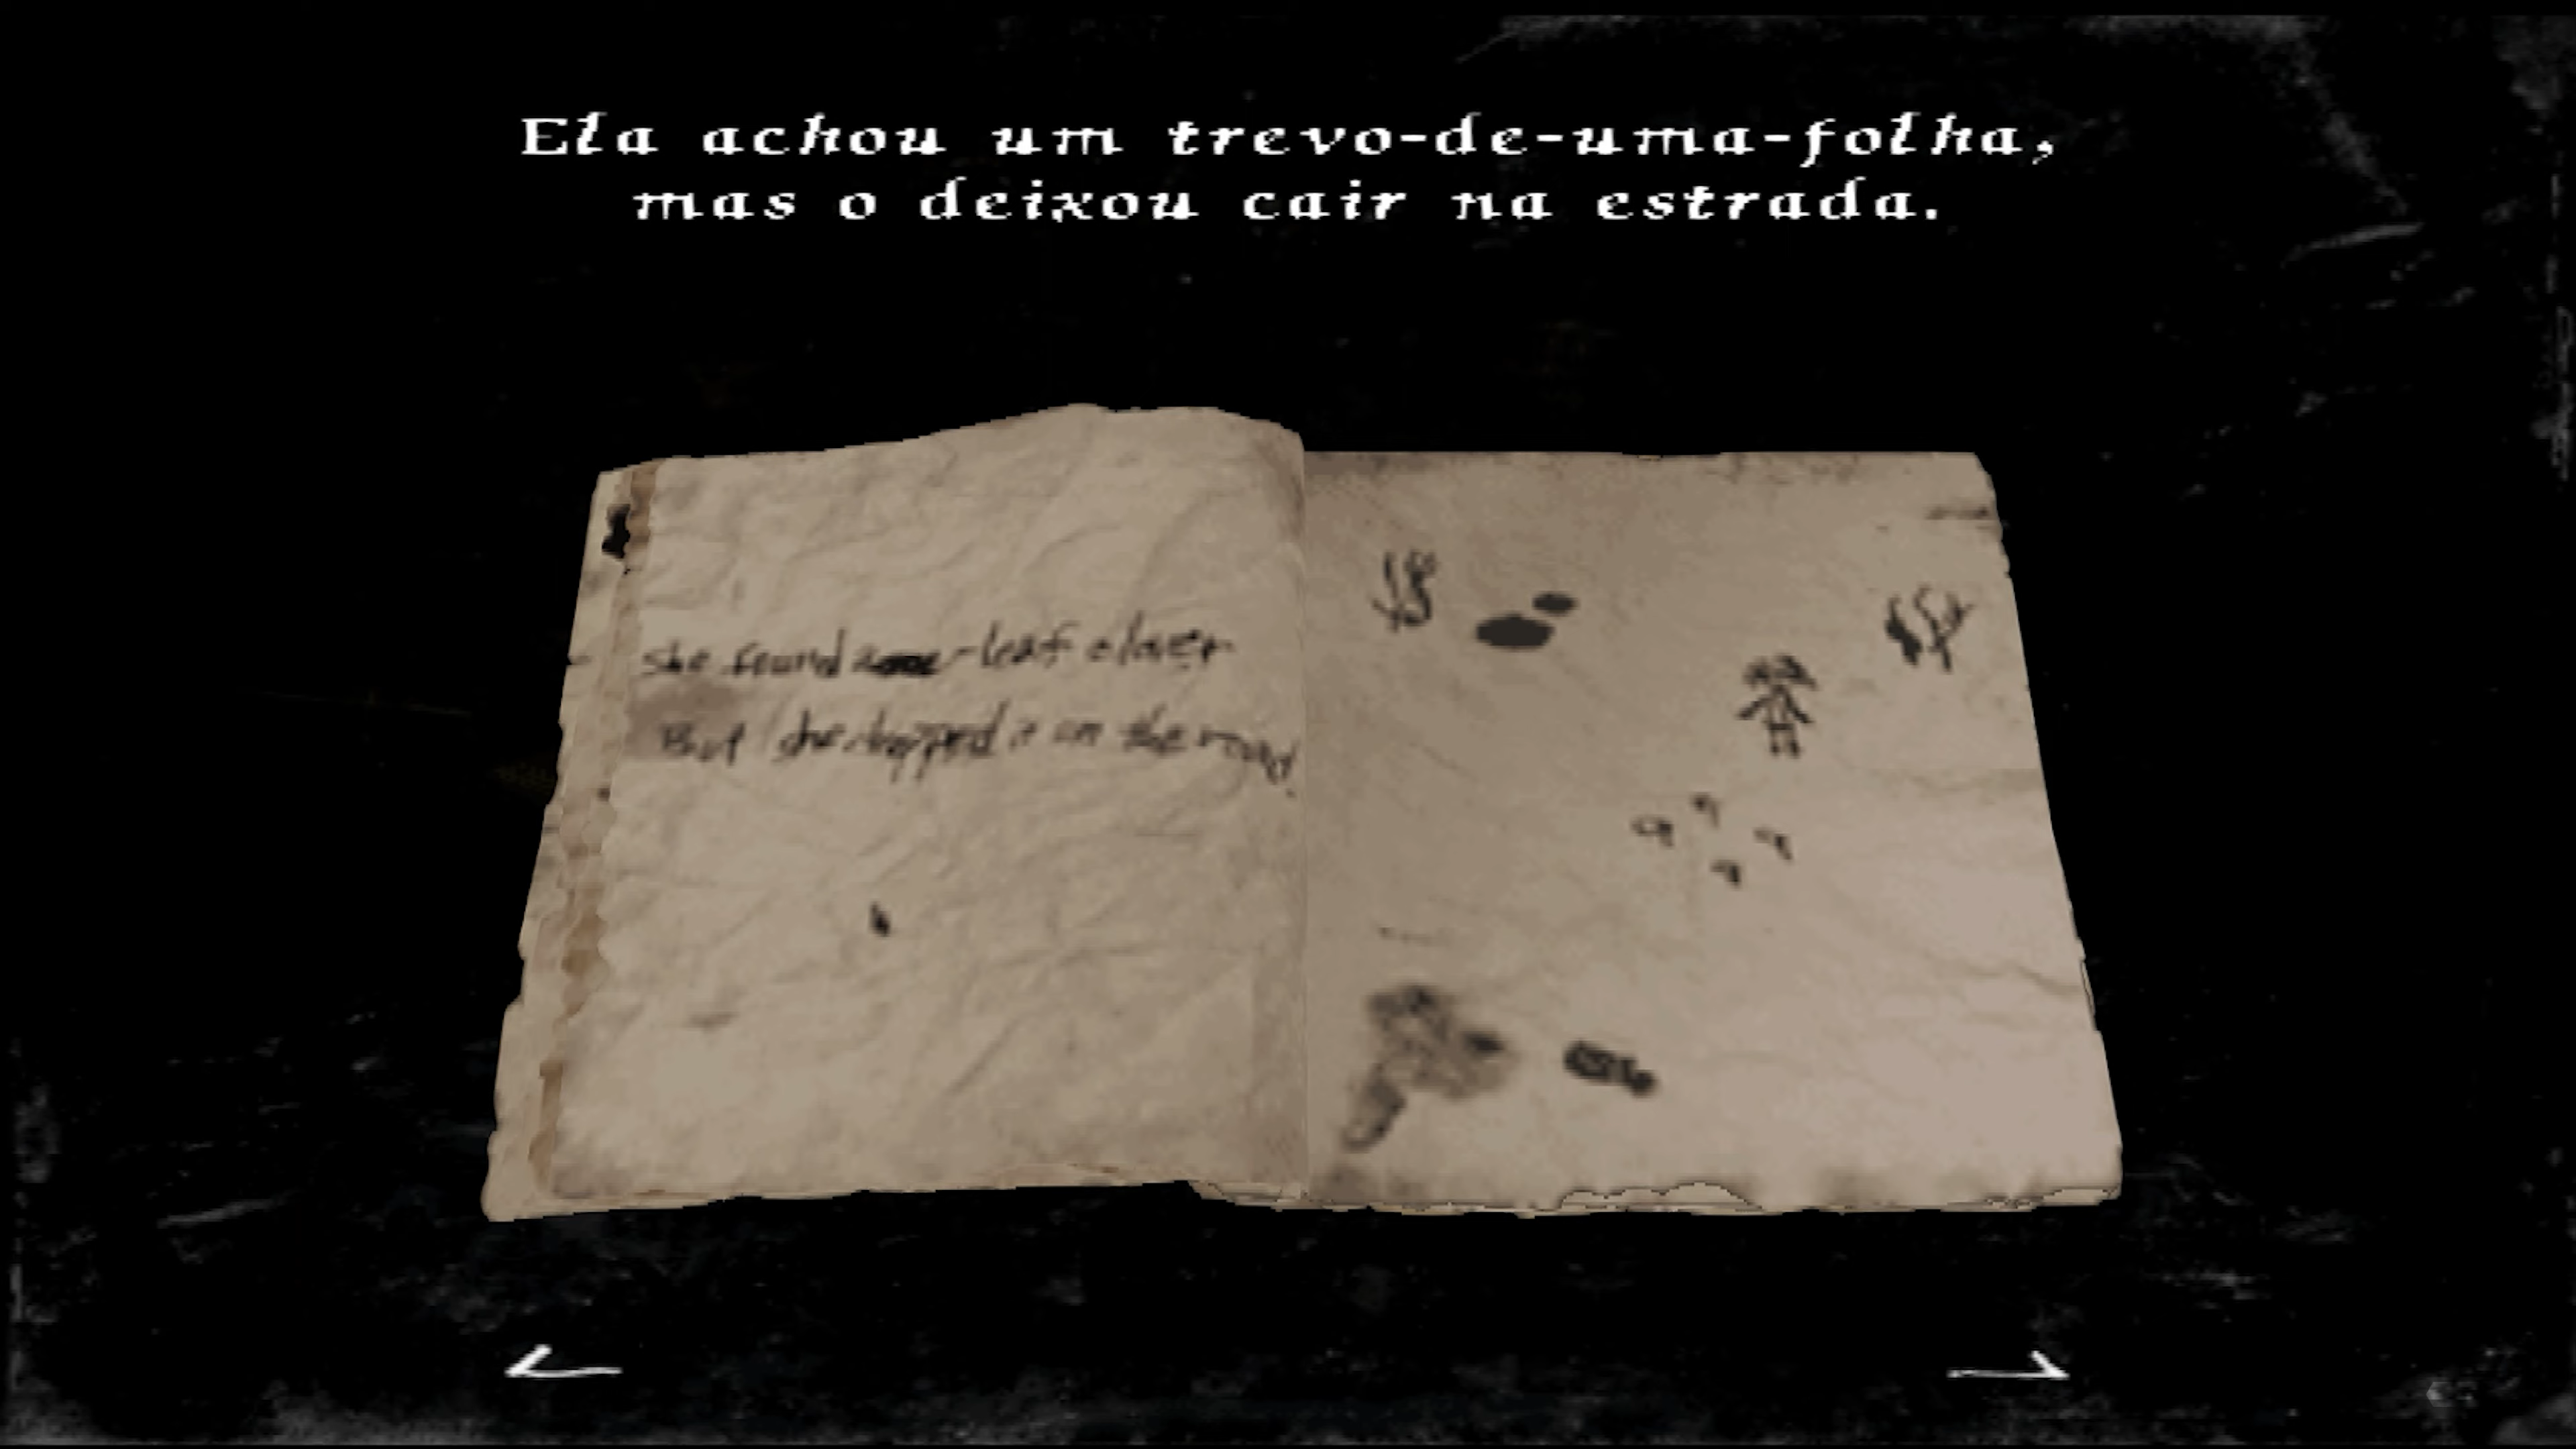 Ela achou um trevo-de-uma-folha,
mas o deixou cair na estrada.
She found a one-leaf clover
But she dropped it on the road.